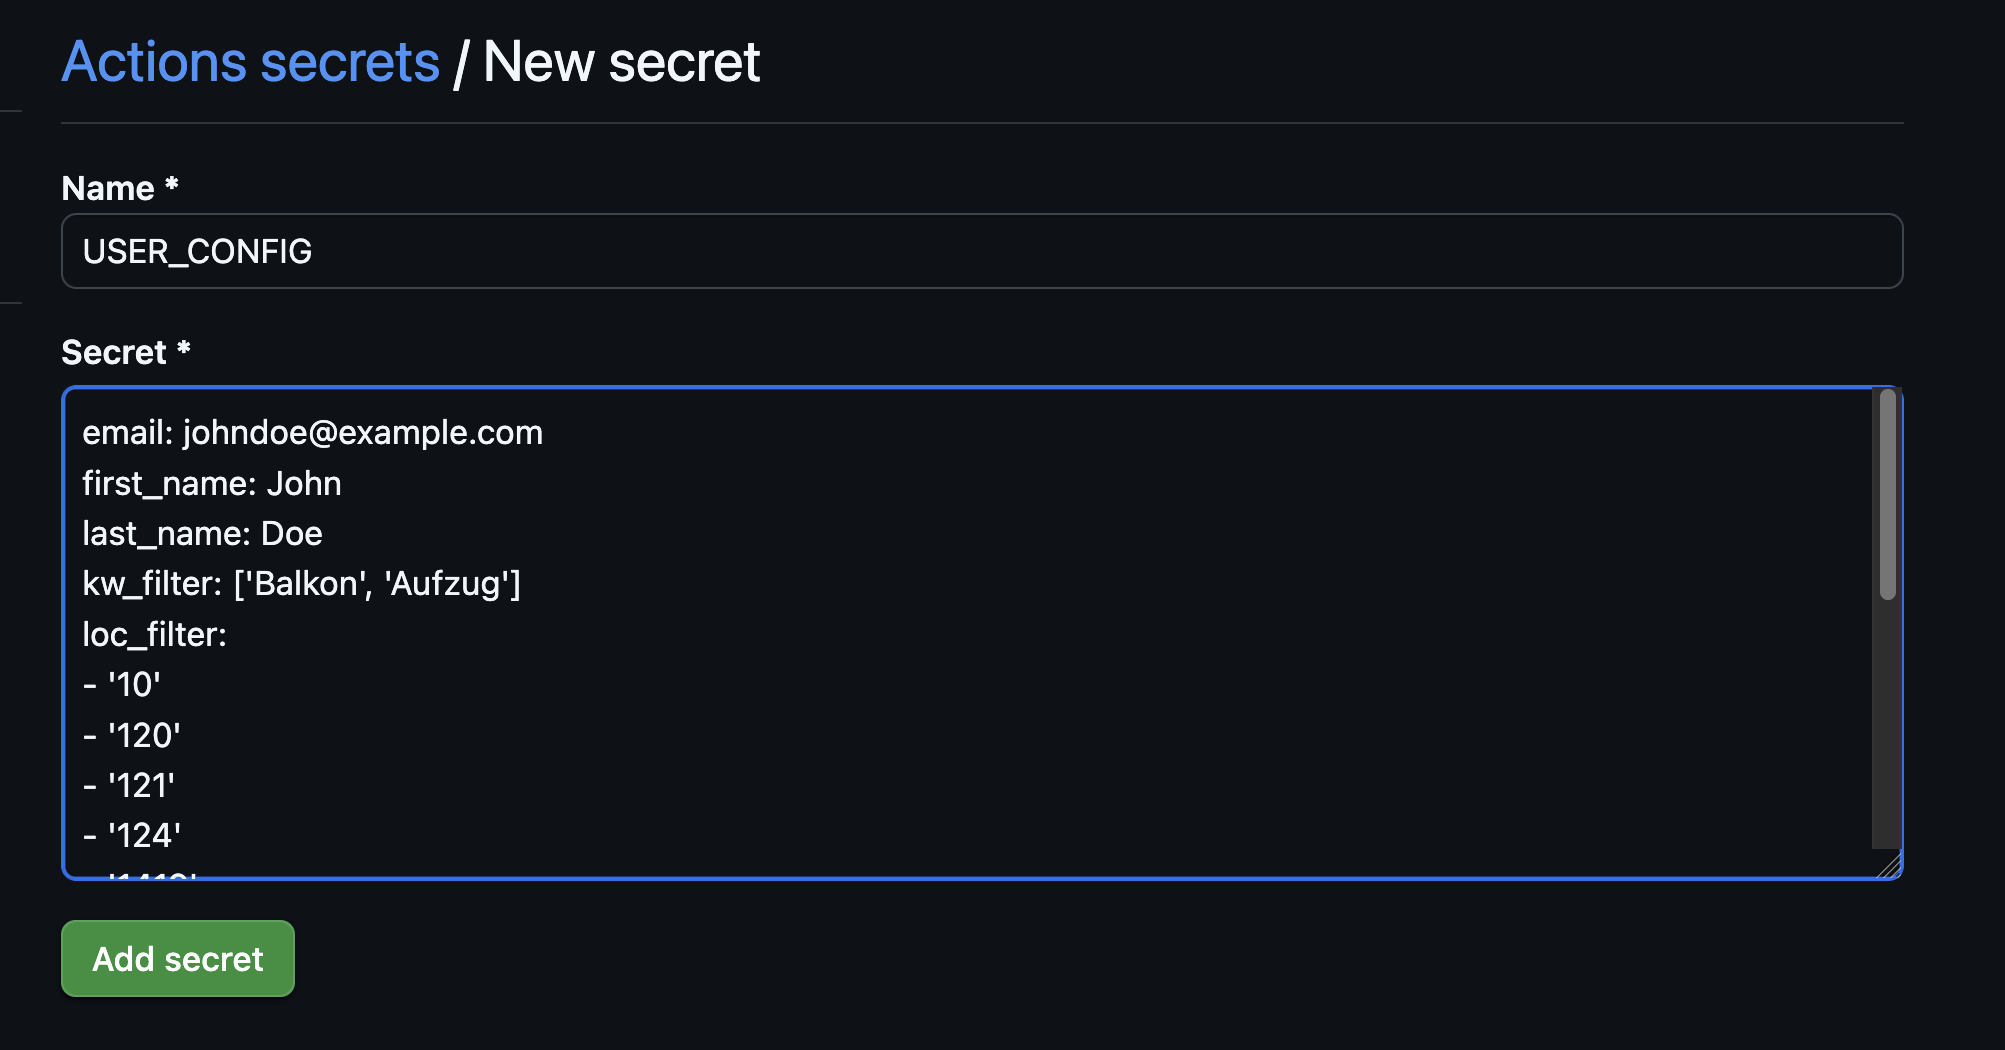 Actions secrets / New secret
Name *
USER_CONFIG
Secret *
email: johndoe@example.com
first_name: John
last_name: Doe
kw_filter: ['Balkon', 'Aufzug']
loc_filter:
- '10'
- '120'
- '121'
- '124'
Add secret